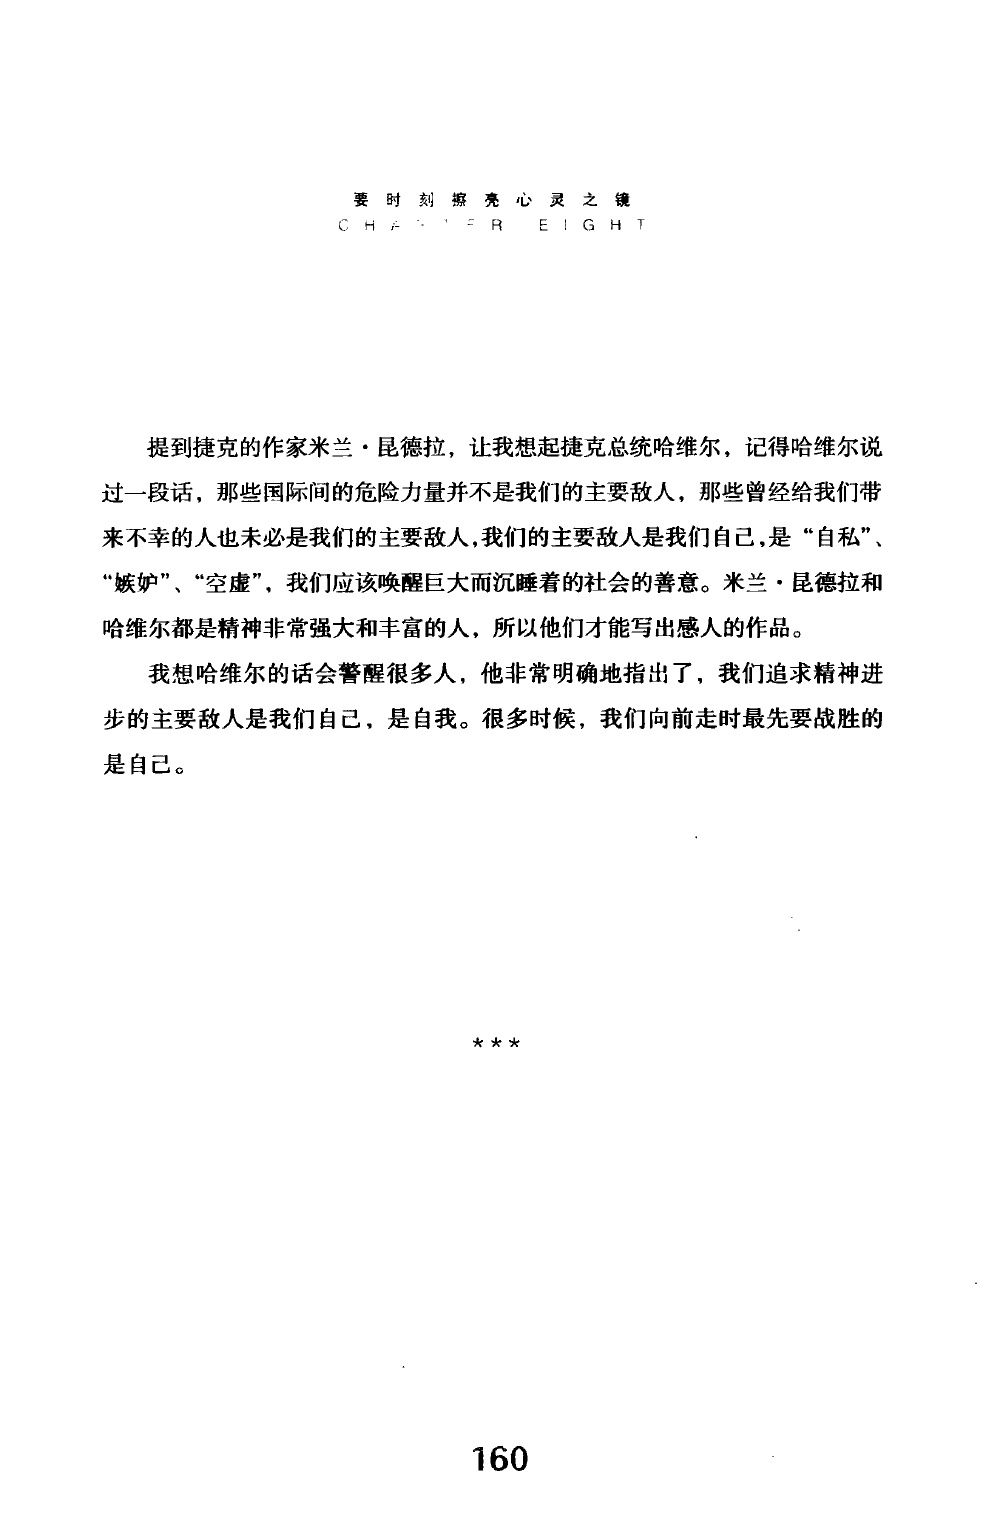 要时刻擦亮心灵之镜
CHAPTER EIGHT
提到捷克的作家米兰·昆德拉，让我想起捷克总统哈维尔，记得哈维尔说
过一段话，那些国际间的危险力量并不是我们的主要敌人，那些曾经给我们带
来不幸的人也未必是我们的主要敌人，我们的主要敌人是我们自己，是“自私”、
“嫉妒”、“空虚”，我们应该唤醒巨大而沉睡着的社会的善意。米兰·昆德拉和
哈维尔都是精神非常强大和丰富的人，所以他们才能写出感人的作品。
我想哈维尔的话会警醒很多人，他非常明确地指出了，我们追求精神进
步的主要敌人是我们自己，是自我。很多时候，我们向前走时最先要战胜的
是自己。
***
160